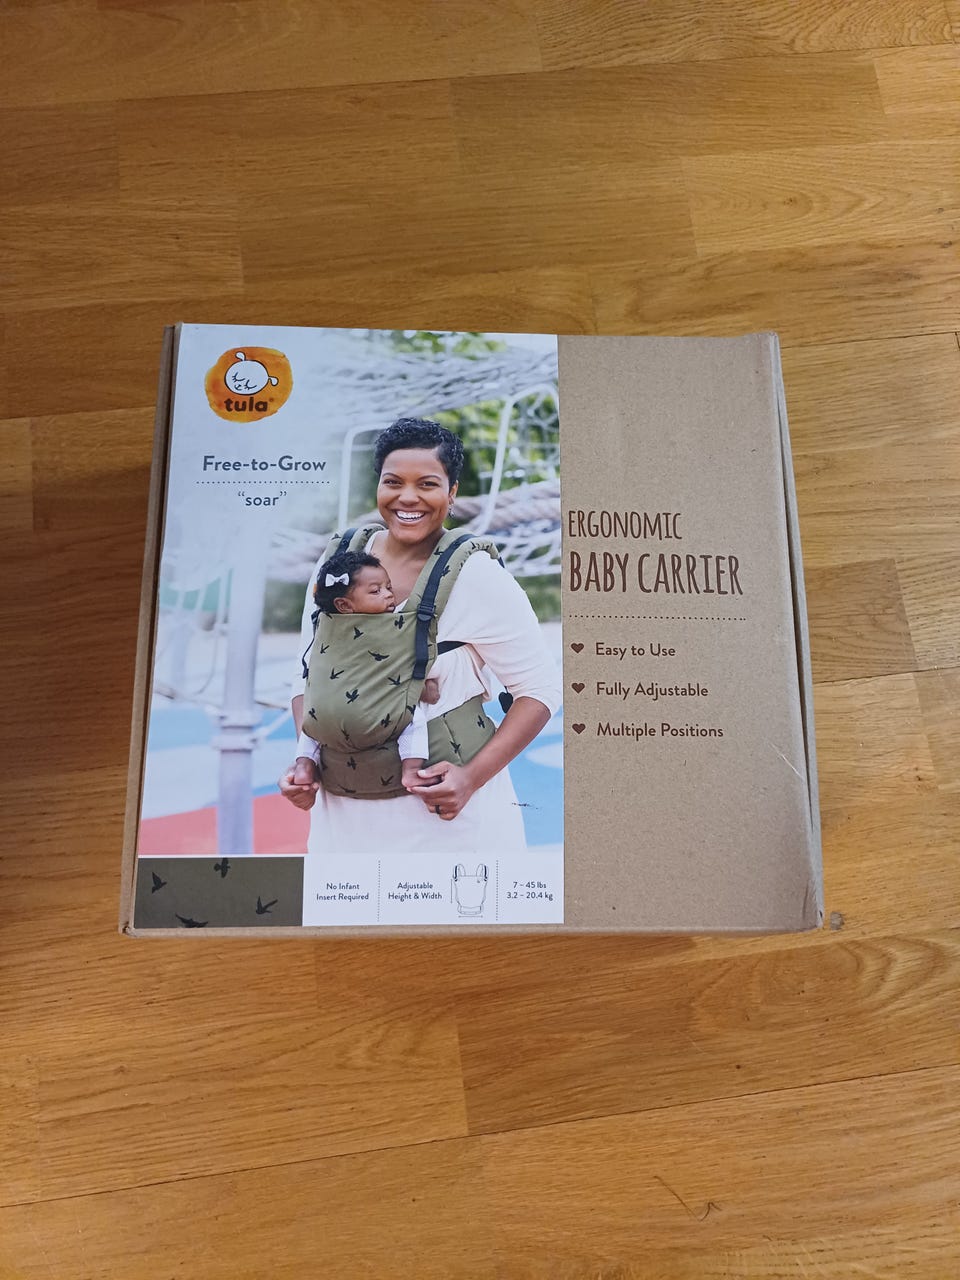 tula®
Free-to-Grow
“soar”
ERGONOMIC
BABY CARRIER
Easy to Use
Fully Adjustable
Multiple Positions
No Infant
Insert Required
Adjustable
Height & Width
7 – 45 lbs
3.2 – 20.4 kg